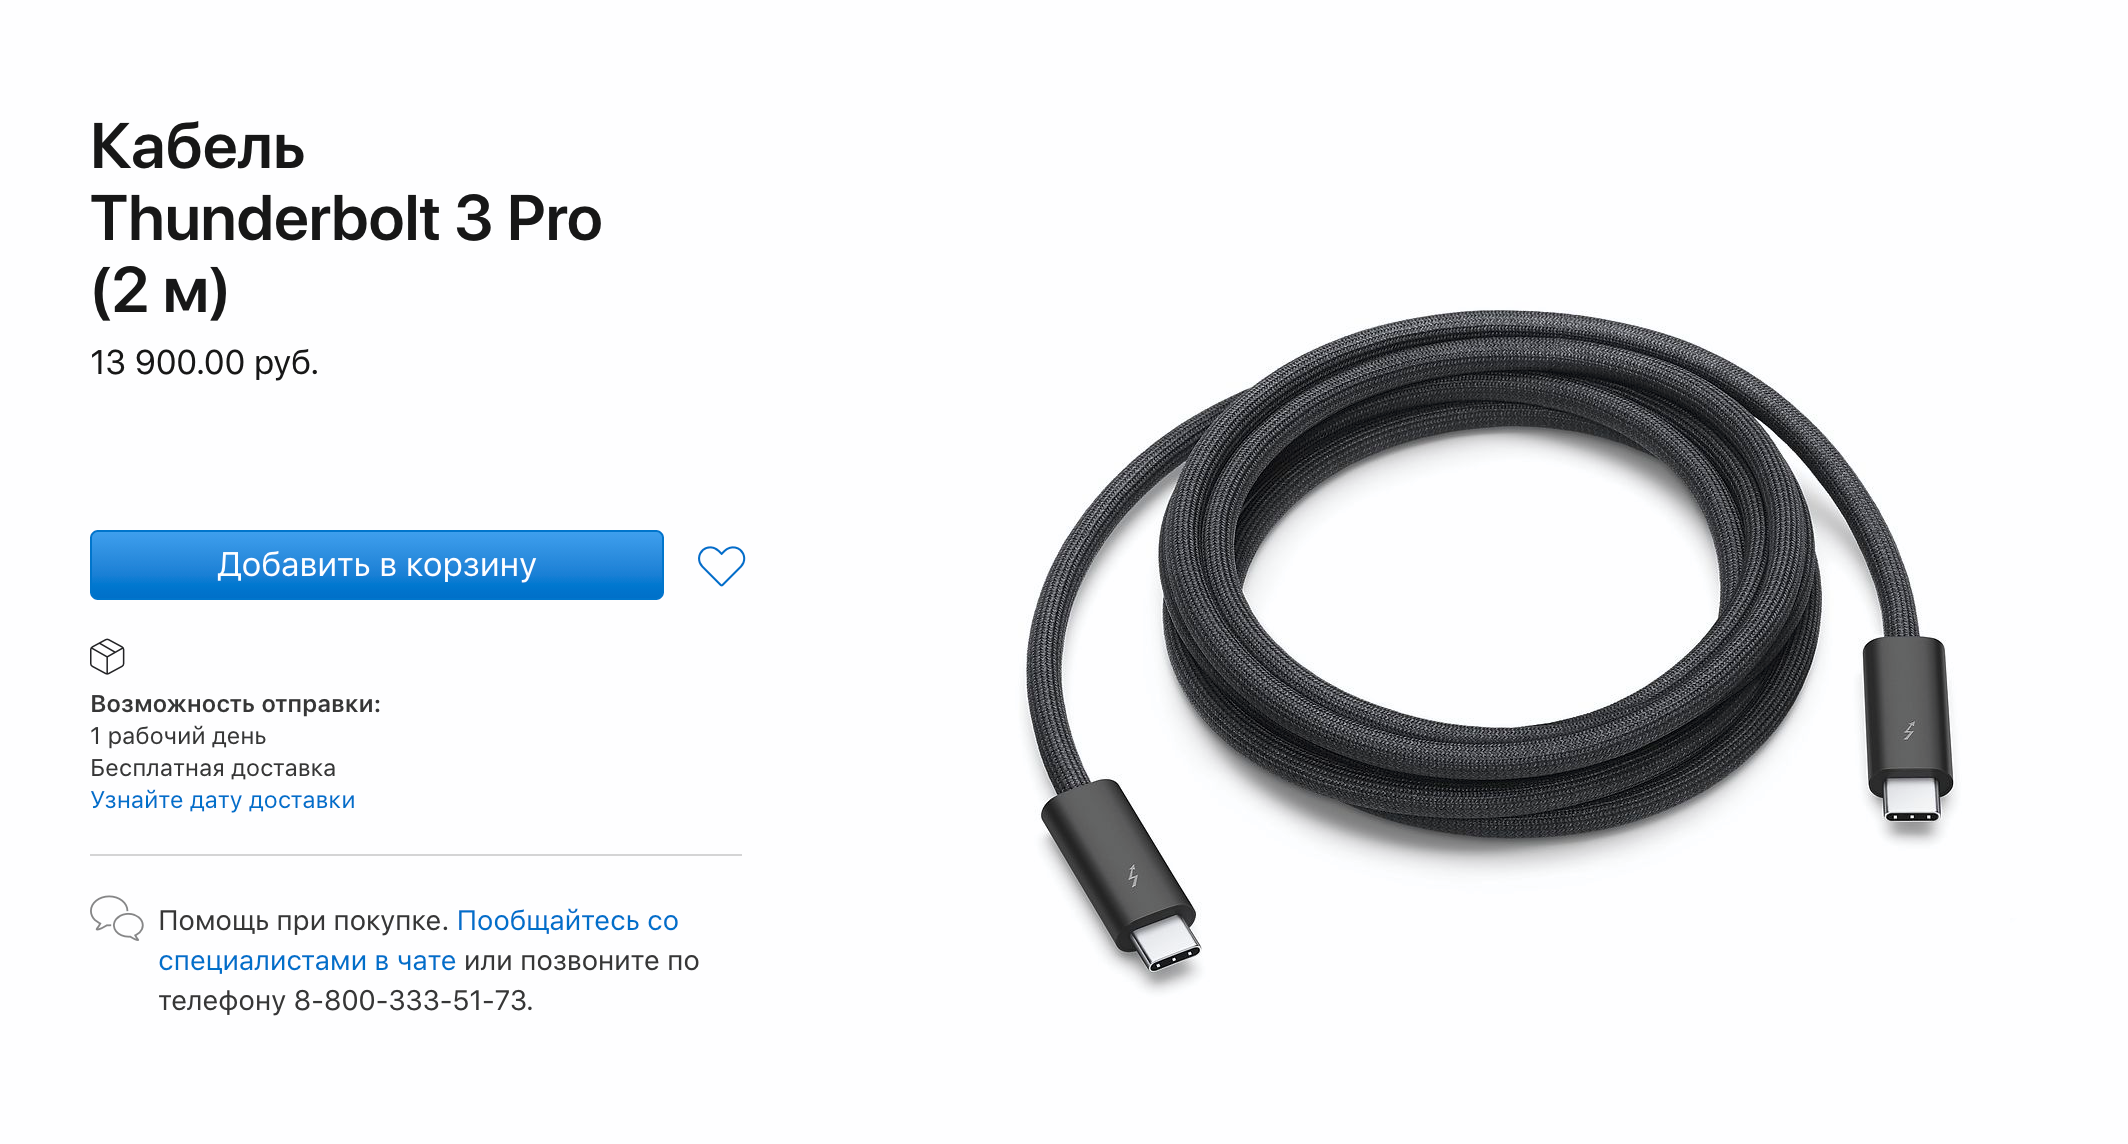 Кабель
Thunderbolt 3 Pro
(2 м)
13 900.00 руб.
Добавить в корзину
Возможность отправки:
1 рабочий день
Бесплатная доставка
Узнайте дату доставки
Помощь при покупке. Пообщайтесь со
специалистами в чате или позвоните по
телефону 8-800-333-51-73.